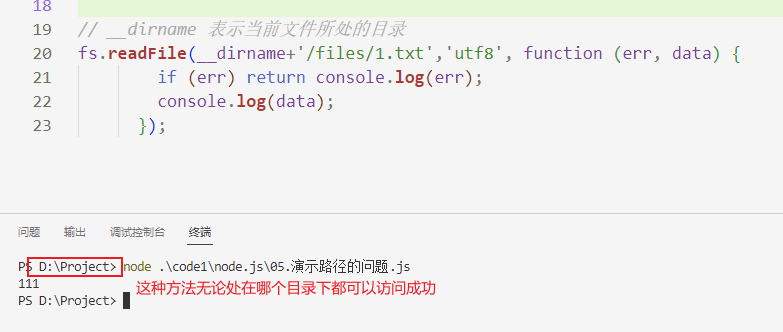 18
19 // __dirname 表示当前文件所处的目录
20 fs.readFile(__dirname+'/files/1.txt','utf8', function (err, data) {
21 if (err) return console.log(err);
22 console.log(data);
23 });
问题 输出 调试控制台 终端
PS D:\Project> node .\code1\node.js\05.演示路径的问题.js
111
这种方法无论处在哪个目录下都可以访问成功
PS D:\Project>